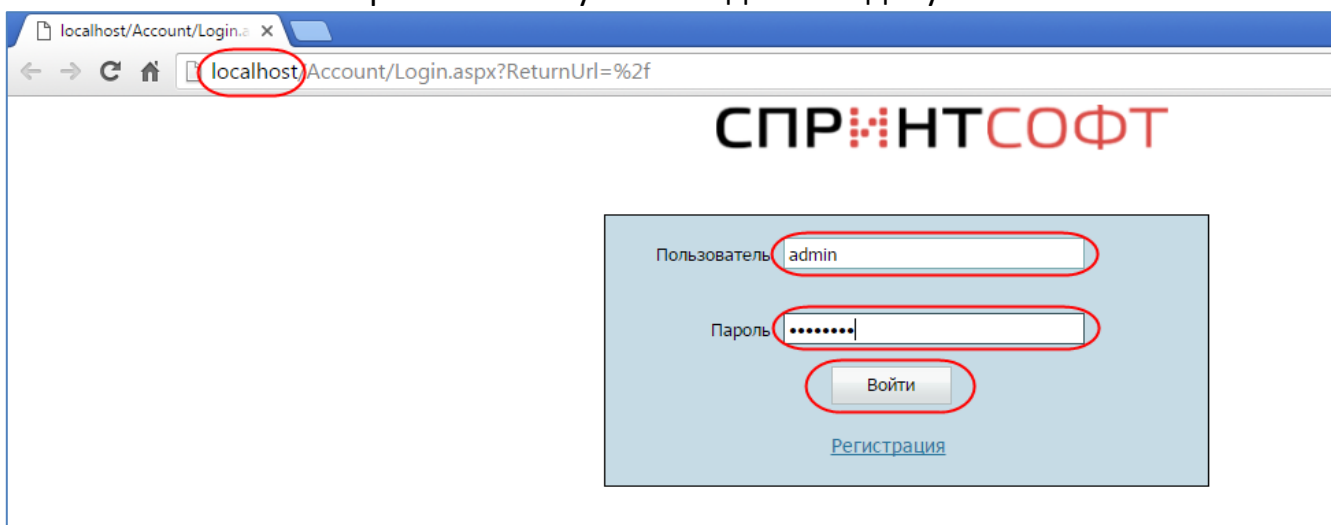 localhost/Account/Login.a
localhost/Account/Login.aspx?ReturnUrl=%2f
СПРИНТСОФТ
Пользователь admin
Пароль ••••••••
Войти
Регистрация